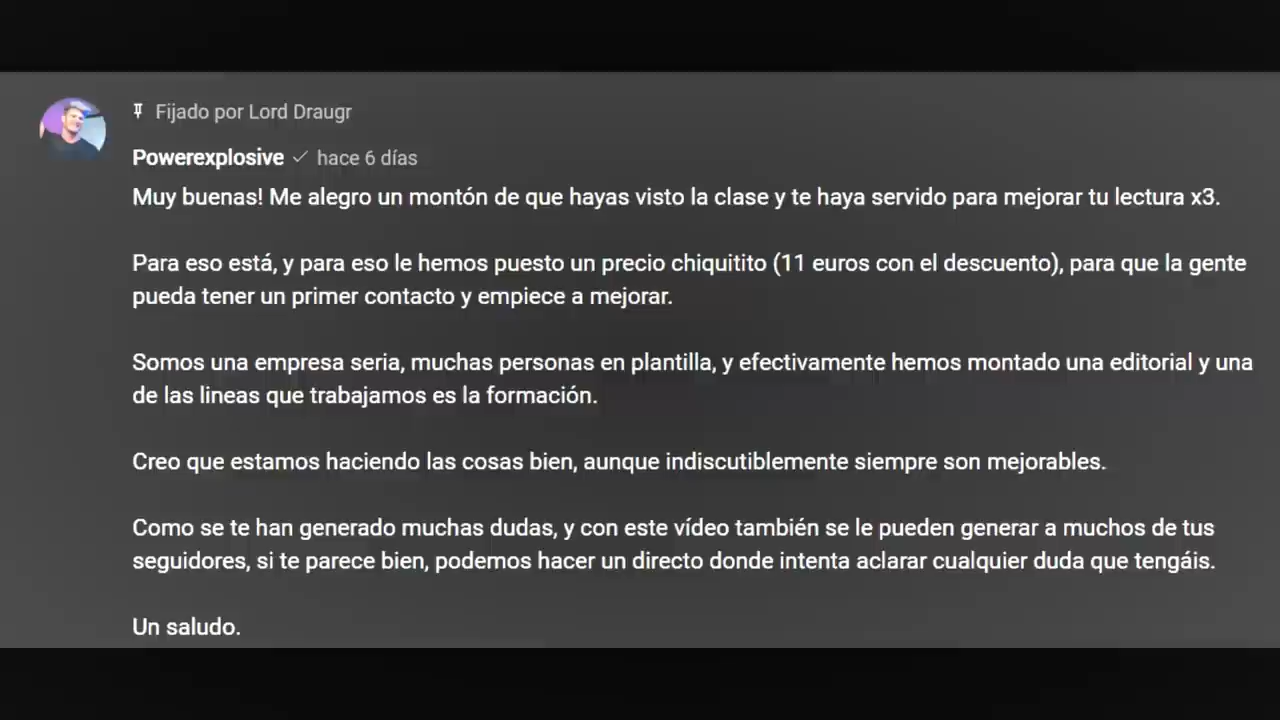 Fijado por Lord Draugr
Powerexplosive ✓ hace 6 días
Muy buenas! Me alegro un montón de que hayas visto la clase y te haya servido para mejorar tu lectura x3.
Para eso está, y para eso le hemos puesto un precio chiquitito (11 euros con el descuento), para que la gente
pueda tener un primer contacto y empiece a mejorar.
Somos una empresa seria, muchas personas en plantilla, y efectivamente hemos montado una editorial y una
de las lineas que trabajamos es la formación.
Creo que estamos haciendo las cosas bien, aunque indiscutiblemente siempre son mejorables.
Como se te han generado muchas dudas, y con este vídeo también se le pueden generar a muchos de tus
seguidores, si te parece bien, podemos hacer un directo donde intenta aclarar cualquier duda que tengáis.
Un saludo.